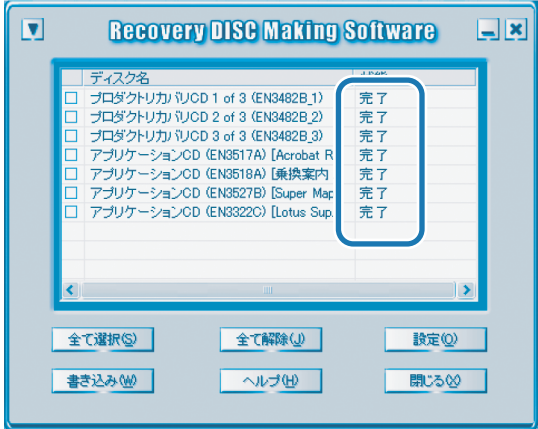 Recovery DISC Making Software
ディスク名
プロダクトリカバリCD 1 of 3 (EN3482B_1) 完了
プロダクトリカバリCD 2 of 3 (EN3482B_2) 完了
プロダクトリカバリCD 3 of 3 (EN3482B_3) 完了
アプリケーションCD (EN3517A) [Acrobat R 完了
アプリケーションCD (EN3518A) [乗換案内 完了
アプリケーションCD (EN3527B) [Super Map 完了
アプリケーションCD (EN3322C) [Lotus Sup. 完了
全て選択(S) 全て解除(J) 設定(O)
書き込み(W) ヘルプ(H) 閉じる(X)